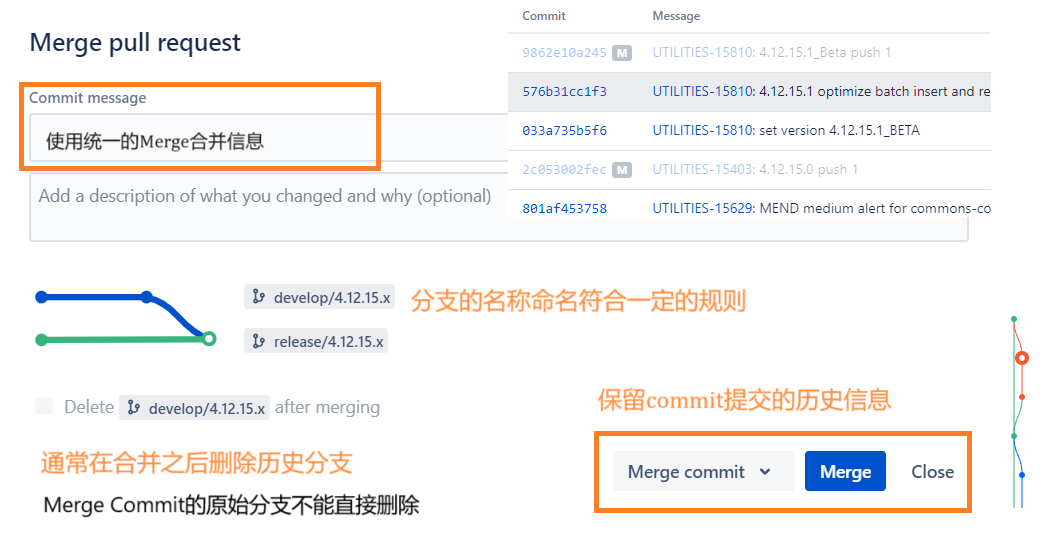 Merge pull request
Commit message
使用统一的Merge合并信息
Add a description of what you changed and why (optional)
Commit Message
9862e10a245 M UTILITIES-15810: 4.12.15.1_Beta push 1
576b31cc1f3 UTILITIES-15810: 4.12.15.1 optimize batch insert and re
033a735b5f6 UTILITIES-15810: set version 4.12.15.1_BETA
2c053002fec M UTILITIES-15403: 4.12.15.0 push 1
801af453758 UTILITIES-15629: MEND medium alert for commons-co
develop/4.12.15.x 分支的名称命名符合一定的规则
release/4.12.15.x
Delete develop/4.12.15.x after merging
保留commit提交的历史信息
通常在合并之后删除历史分支
Merge Commit的原始分支不能直接删除
Merge commit Merge Close